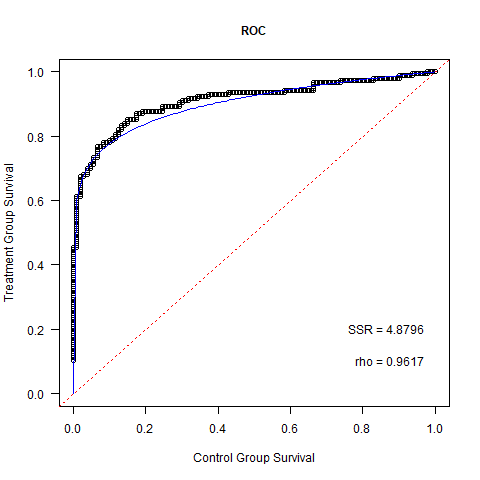 ROC
Treatment Group Survival
1.0
0.8
0.6
0.4
0.2
0.0
SSR = 4.8796
rho = 0.9617
0.0 0.2 0.4 0.6 0.8 1.0
Control Group Survival